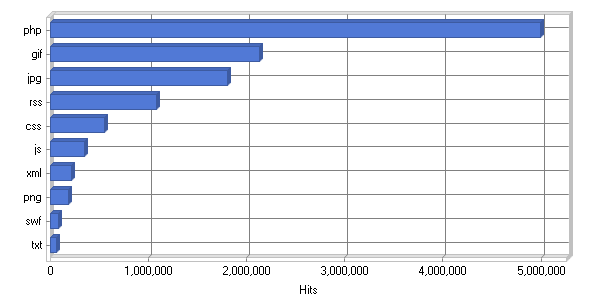 php
gif
jpg
rss
css
js
xml
png
swf
txt
0 1,000,000 2,000,000 3,000,000 4,000,000 5,000,000
Hits